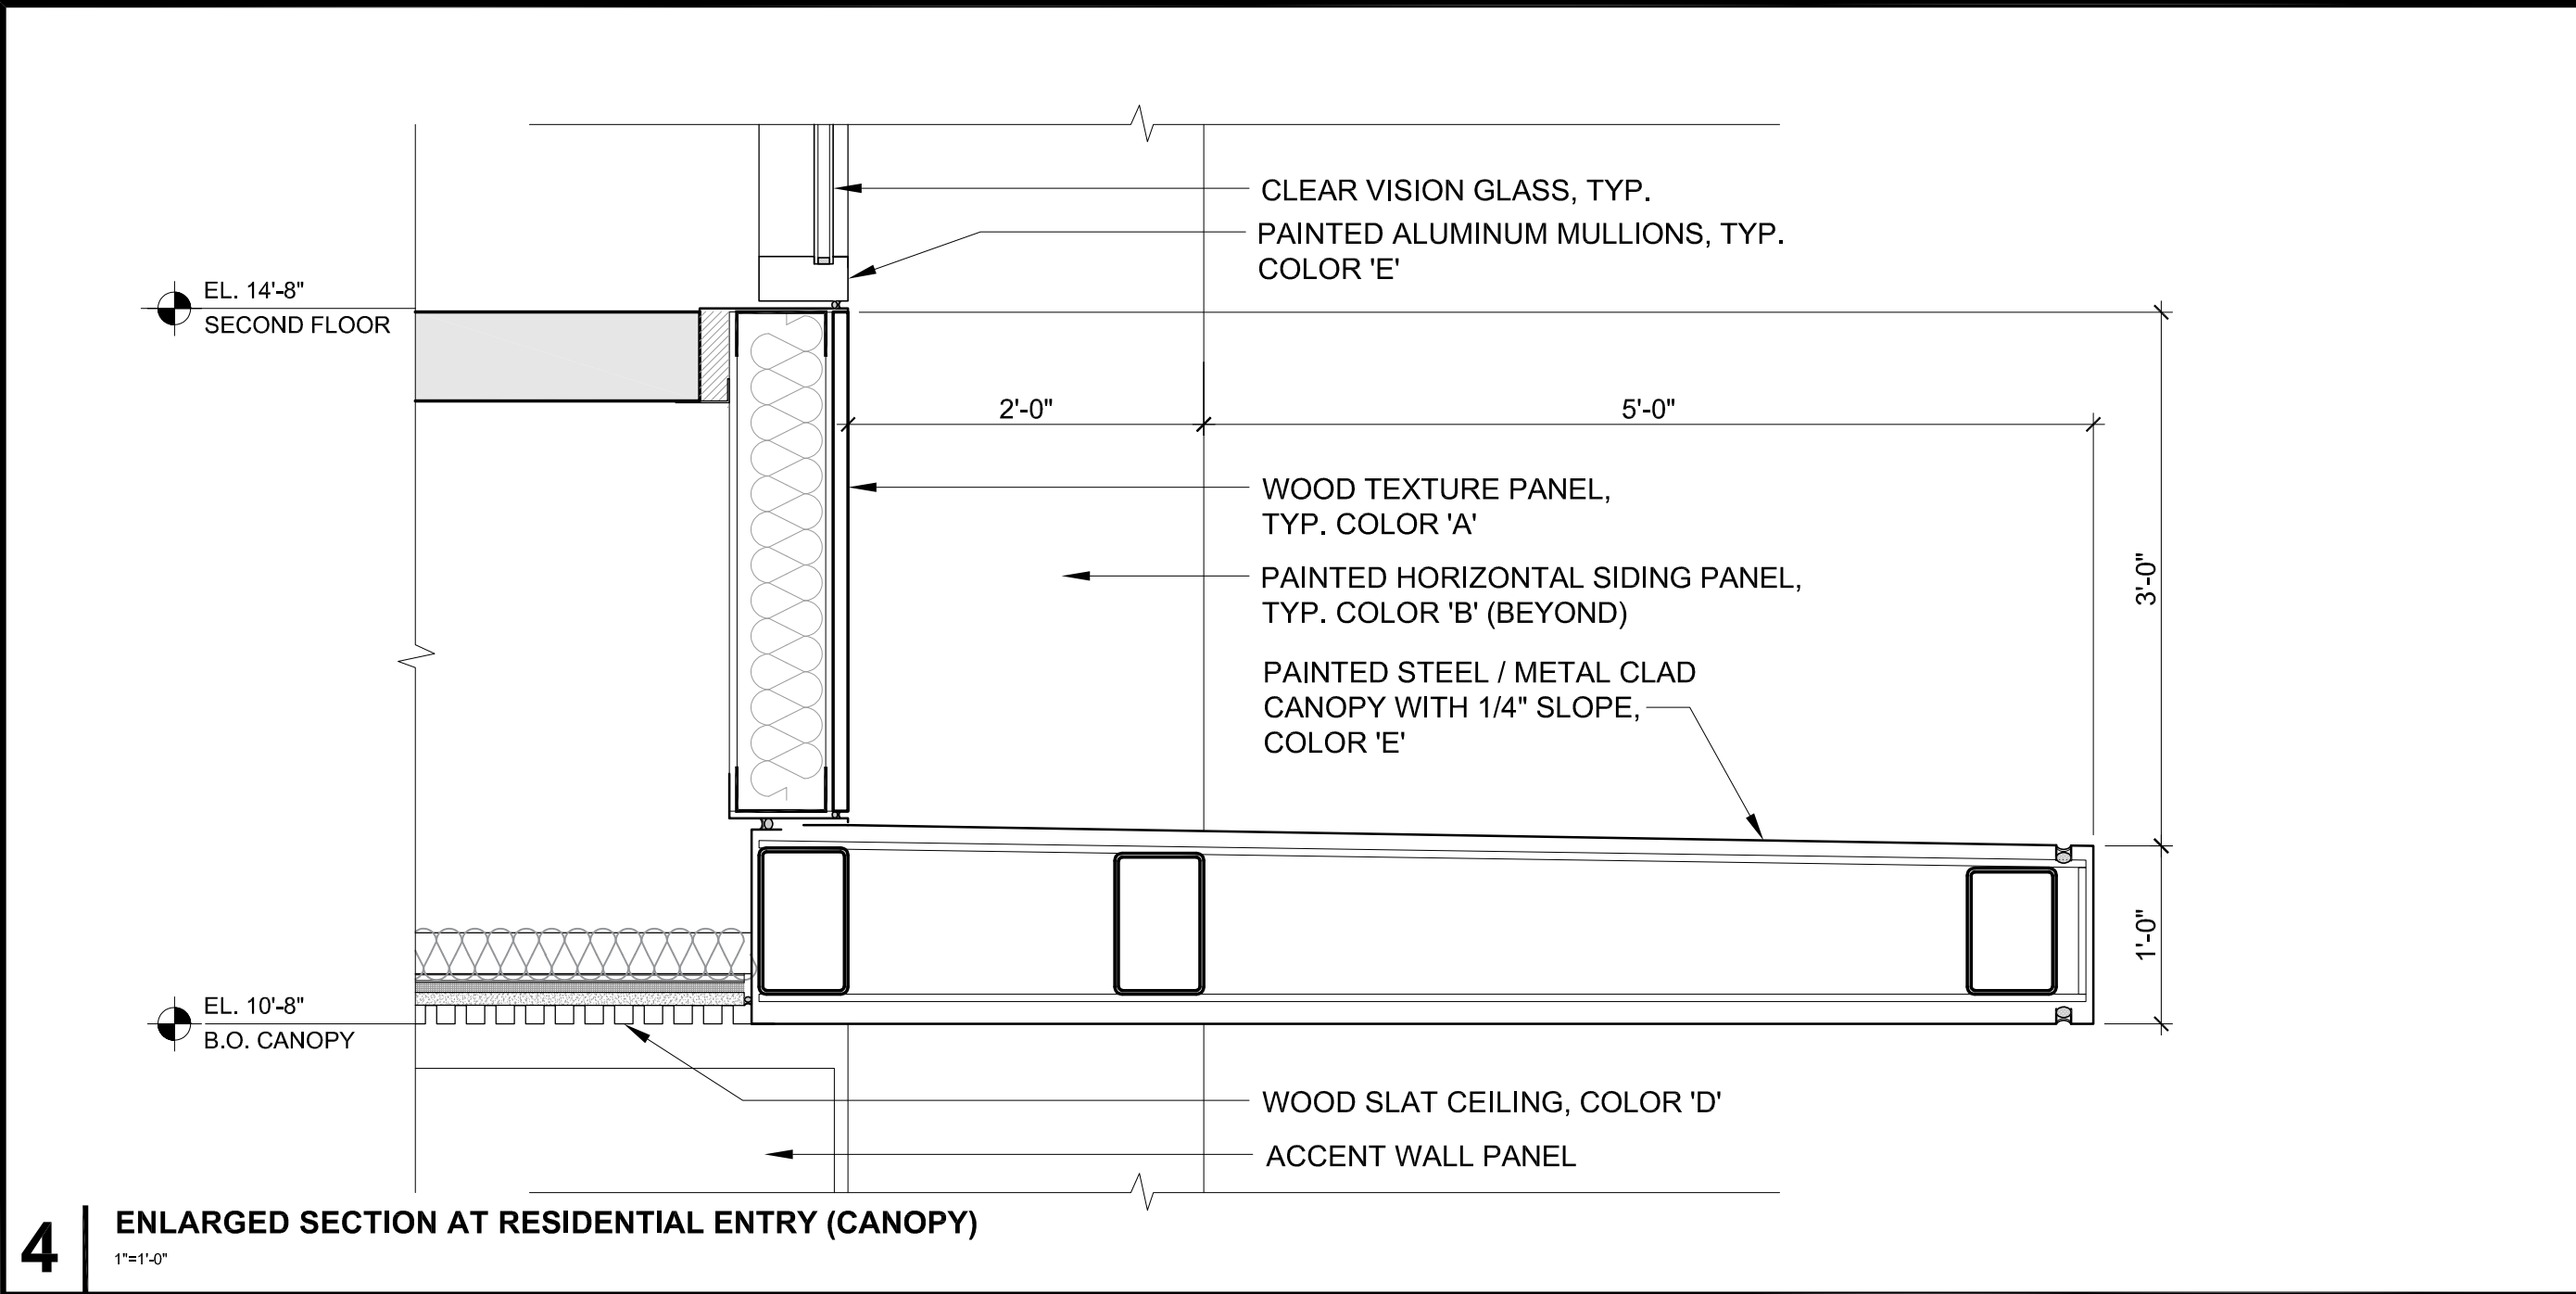 CLEAR VISION GLASS, TYP.
PAINTED ALUMINUM MULLIONS, TYP.
COLOR 'E'
EL. 14'-8"
SECOND FLOOR
2'-0"
5'-0"
WOOD TEXTURE PANEL,
TYP. COLOR 'A'
3'-0"
PAINTED HORIZONTAL SIDING PANEL,
TYP. COLOR 'B' (BEYOND)
PAINTED STEEL / METAL CLAD
CANOPY WITH 1/4" SLOPE,
COLOR 'E'
1'-0"
EL. 10'-8"
B.O. CANOPY
WOOD SLAT CEILING, COLOR 'D'
ACCENT WALL PANEL
4
ENLARGED SECTION AT RESIDENTIAL ENTRY (CANOPY)
1"=1'-0"